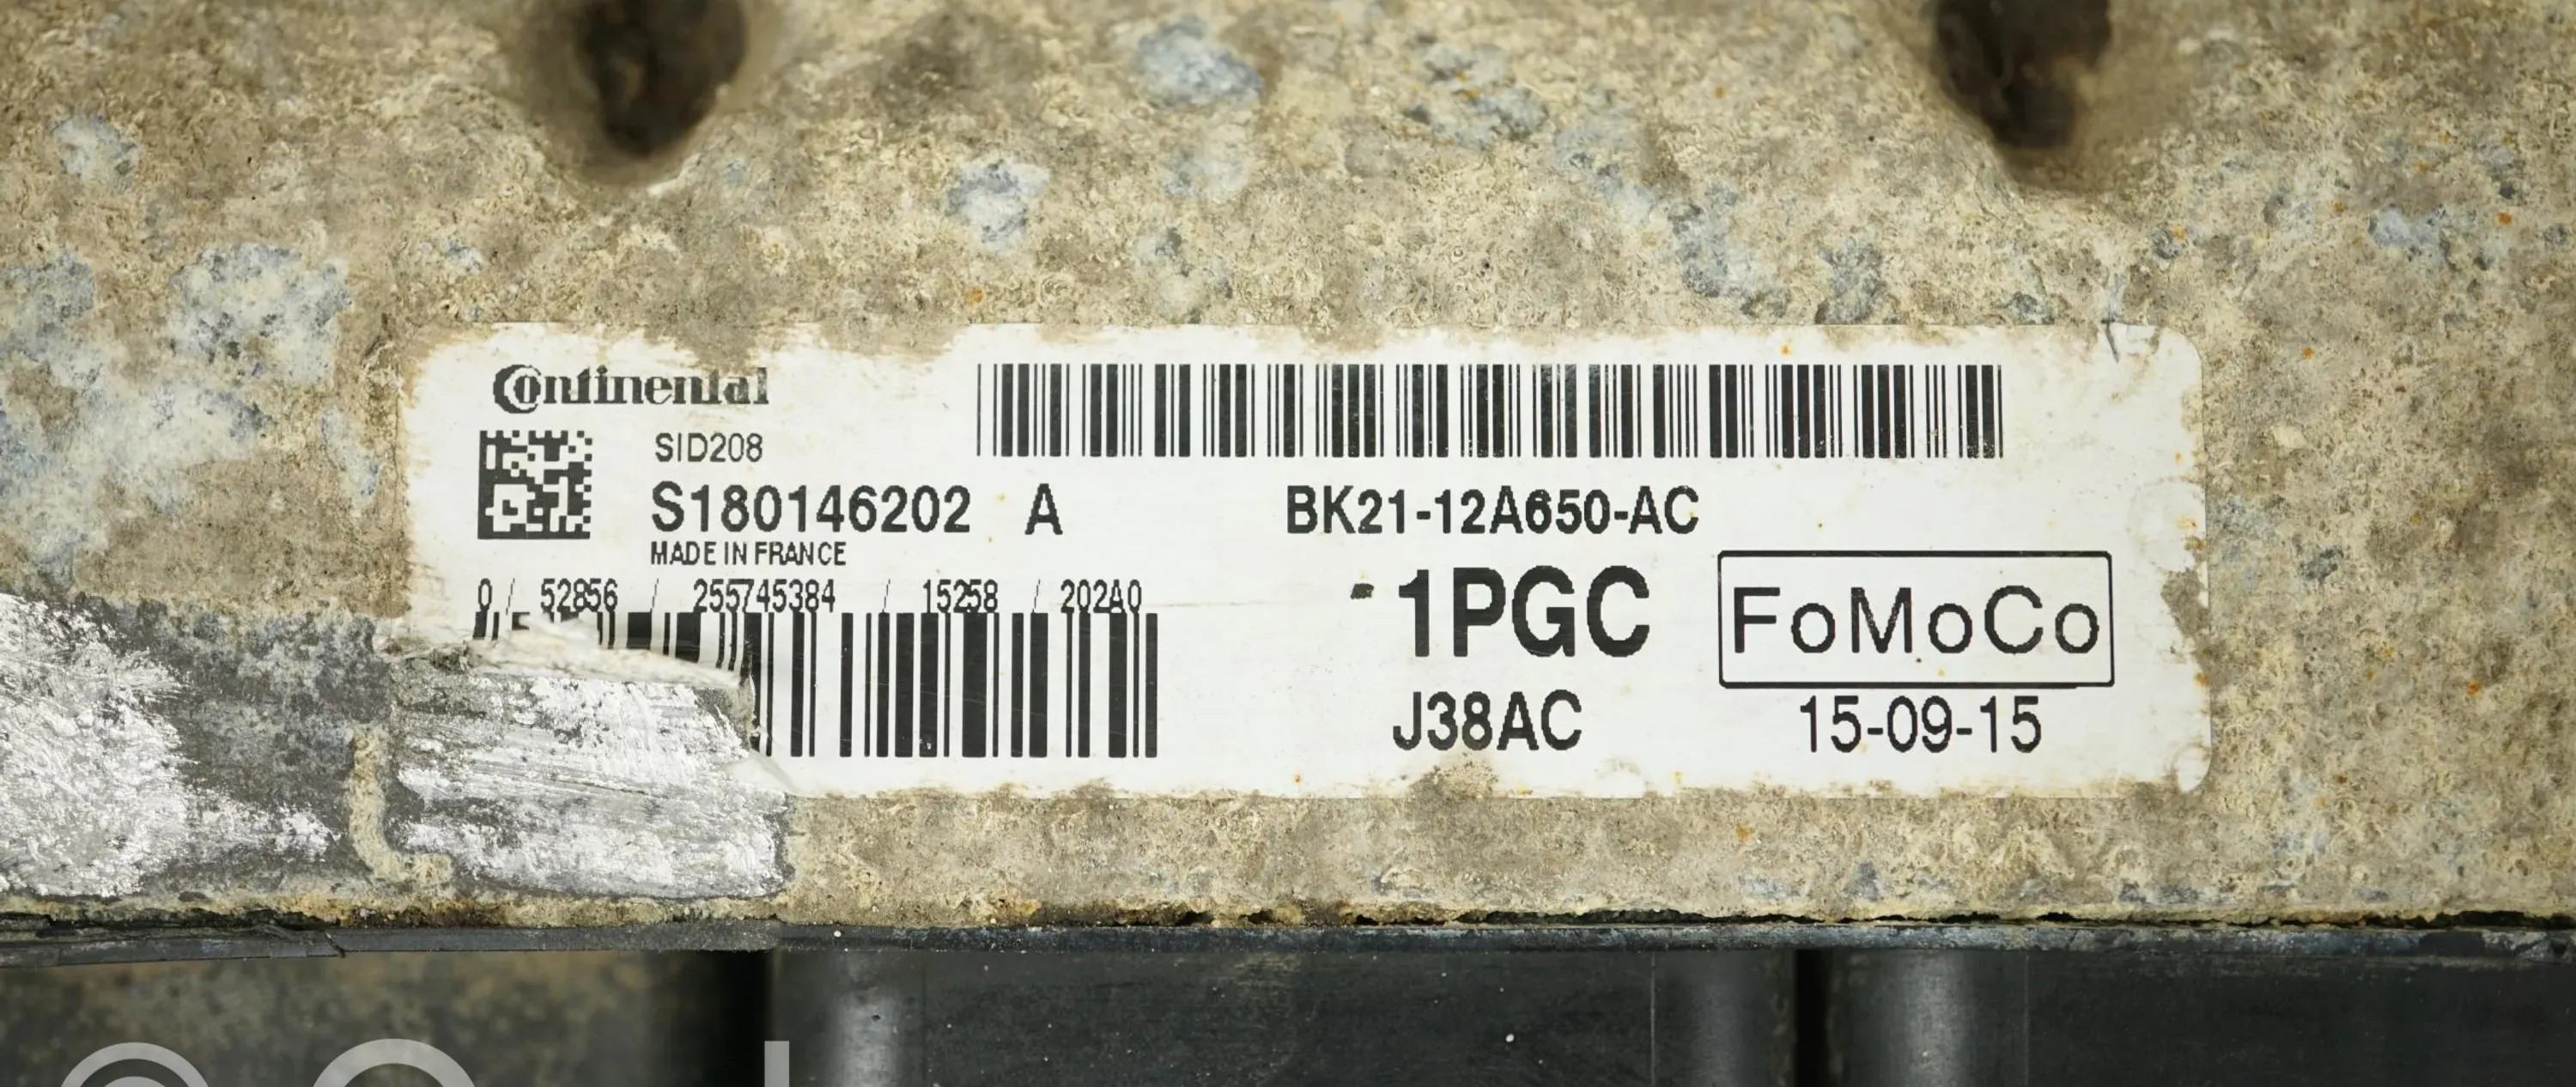 Continental
SID208
S180146202 A
MADE IN FRANCE
0 / 52856 / 255745384 / 15258 / 202A0
BK21-12A650-AC
1PGC
FoMoCo
J38AC
15-09-15